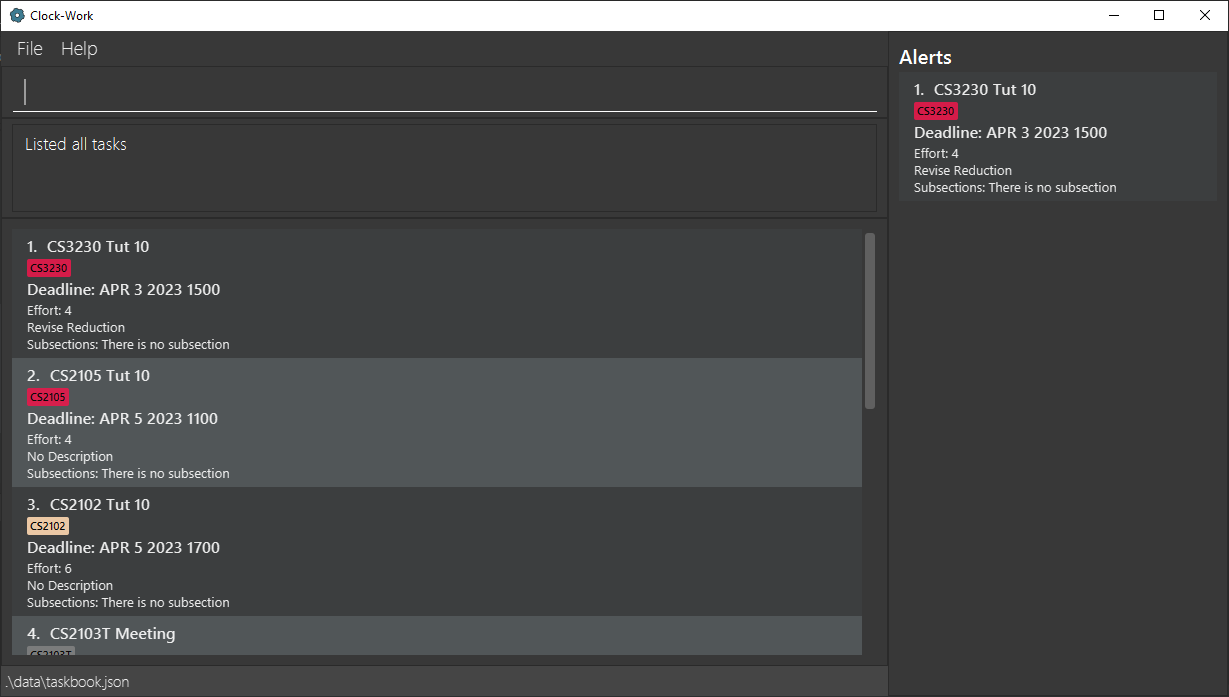 Clock-Work
File Help
Listed all tasks
1. CS3230 Tut 10
CS3230
Deadline: APR 3 2023 1500
Effort: 4
Revise Reduction
Subsections: There is no subsection
2. CS2105 Tut 10
CS2105
Deadline: APR 5 2023 1100
Effort: 4
No Description
Subsections: There is no subsection
3. CS2102 Tut 10
CS2102
Deadline: APR 5 2023 1700
Effort: 6
No Description
Subsections: There is no subsection
4. CS2103T Meeting
CS2103T
.\data\taskbook.json
Alerts
1. CS3230 Tut 10
CS3230
Deadline: APR 3 2023 1500
Effort: 4
Revise Reduction
Subsections: There is no subsection